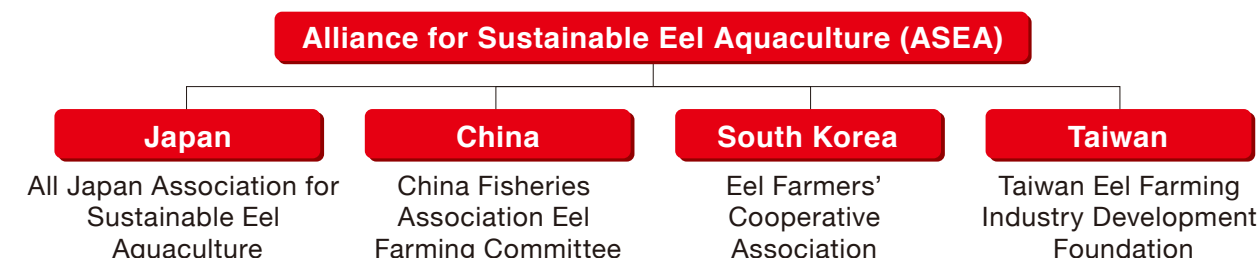 Alliance for Sustainable Eel Aquaculture (ASEA)
Japan
All Japan Association for
Sustainable Eel
Aquaculture
China
China Fisheries
Association Eel
Farming Committee
South Korea
Eel Farmers’
Cooperative
Association
Taiwan
Taiwan Eel Farming
Industry Development
Foundation